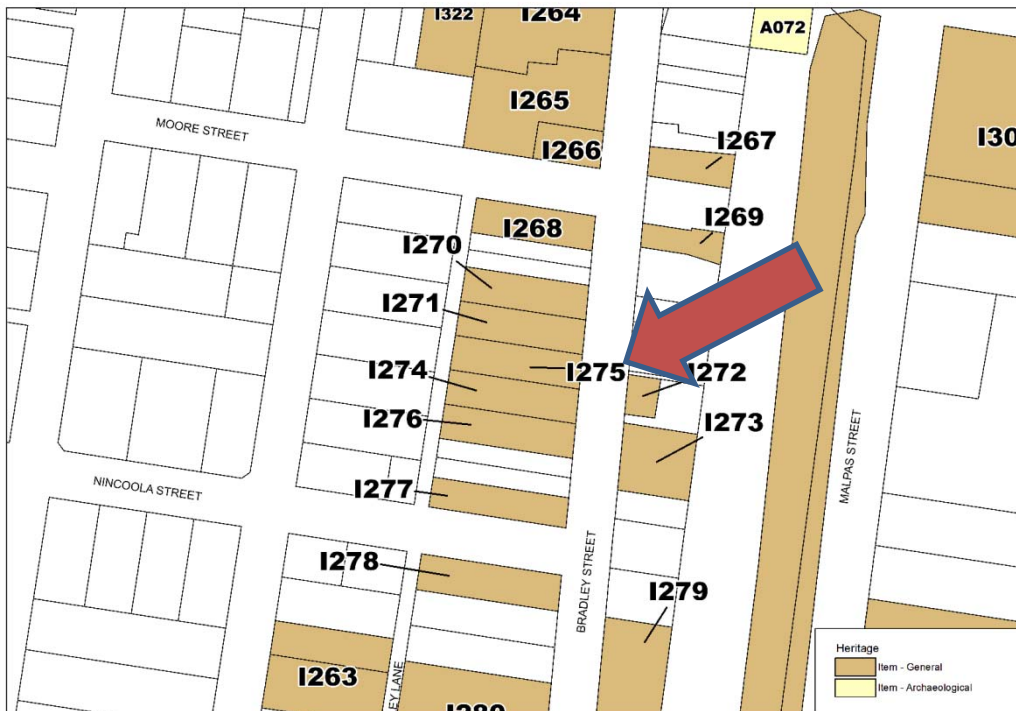 I322
I264
A072
I265
MOORE STREET
I266
I267
I30
I268
I269
I270
I271
I275
I272
I274
I276
I273
MALPAS STREET
NINCOOLA STREET
I277
I278
BRADLEY STREET
I279
I263
EY LANE
I280
Heritage
Item - General
Item - Archaeological